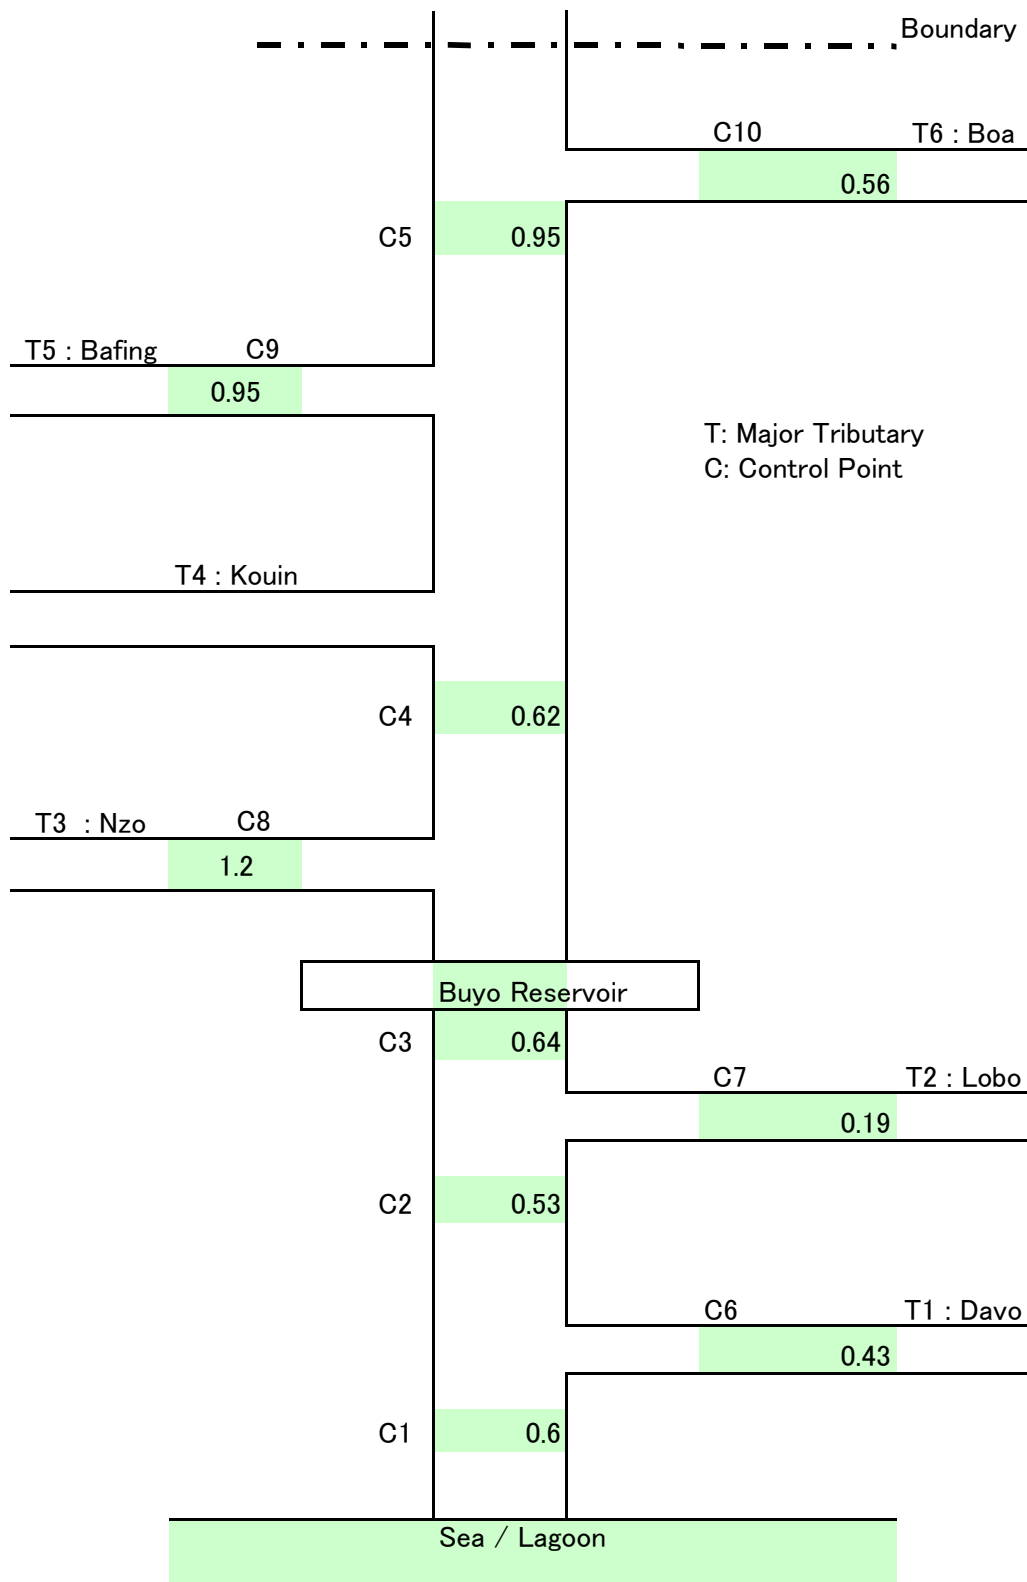 Boundary
C10 T6 : Boa
0.56
C5 0.95
T5 : Bafing C9
0.95
T: Major Tributary
C: Control Point
T4 : Kouin
C4 0.62
T3 : Nzo C8
1.2
Buyo Reservoir
C3 0.64
C7 T2 : Lobo
0.19
C2 0.53
C6 T1 : Davo
0.43
C1 0.6
Sea / Lagoon